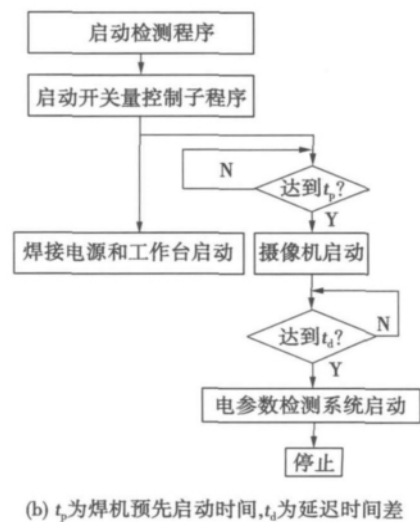 启动检测程序
启动开关量控制子程序
N
达到tp?
Y
焊接电源和工作台启动
摄像机启动
达到td?
N
Y
电参数检测系统启动
停止
(b) tp为焊机预先启动时间,td为延迟时间差